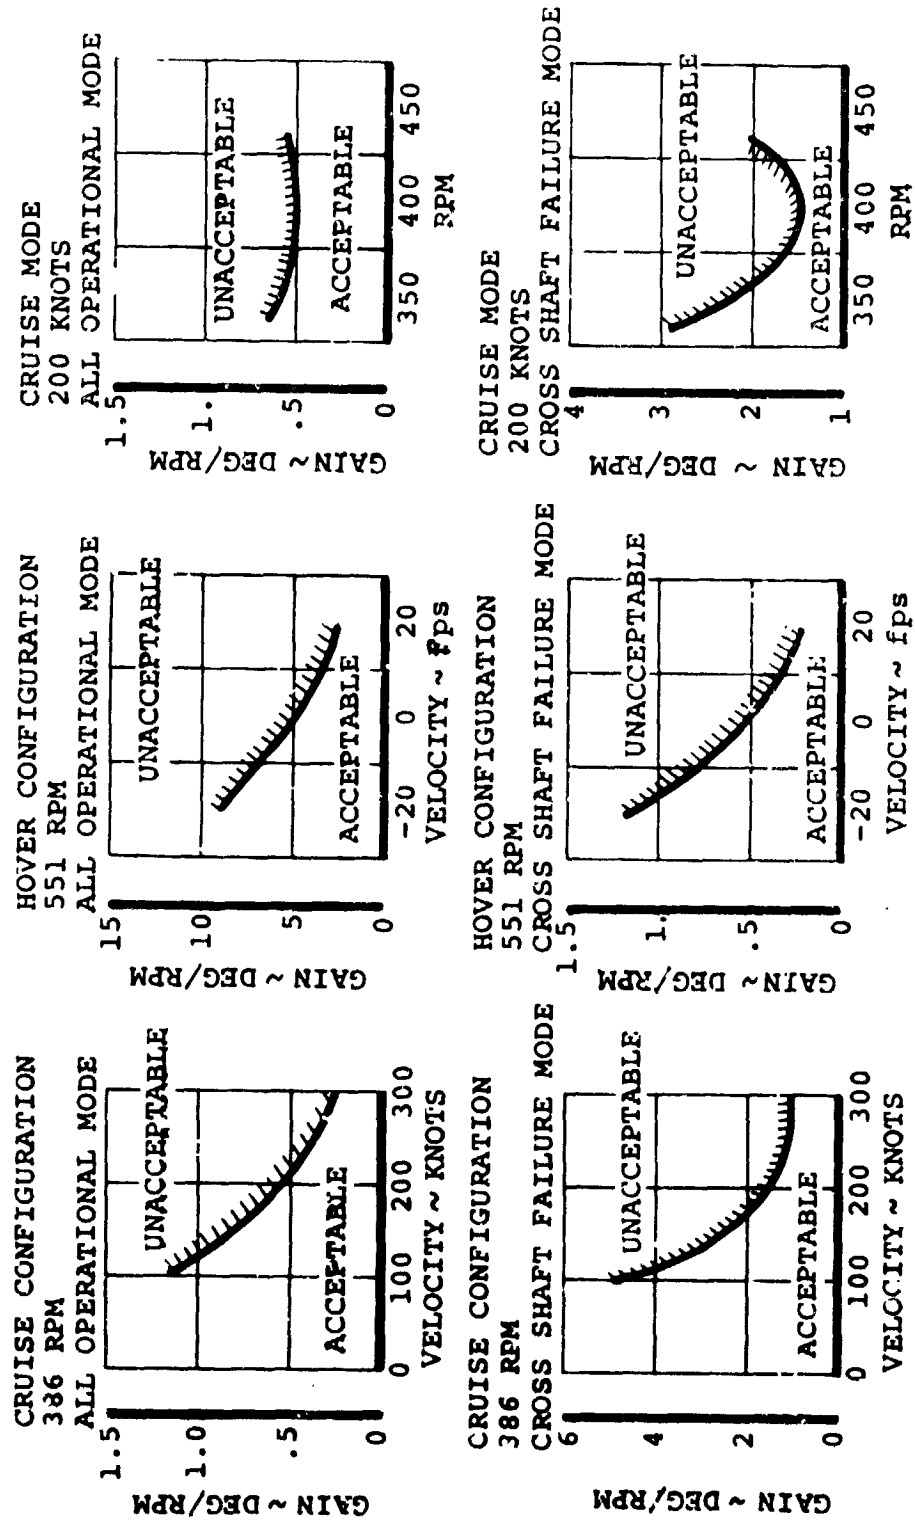 CRUISE CONFIGURATION
386 RPM
ALL OPERATIONAL MODE
GAIN ~ DEG/RPM
1.5
1.0
.5
0
UNACCEPTABLE
ACCEPTABLE
0 100 200 300
VELOCITY ~ KNOTS
HOVER CONFIGURATION
551 RPM
ALL OPERATIONAL MODE
GAIN ~ DEG/RPM
15
10
5
0
UNACCEPTABLE
ACCEPTABLE
-20 0 20
VELOCITY ~ fps
CRUISE MODE
200 KNOTS
ALL OPERATIONAL MODE
GAIN ~ DEG/RPM
1.5
1.
.5
0
UNACCEPTABLE
ACCEPTABLE
350 400 450
RPM
CRUISE CONFIGURATION
386 RPM
CROSS SHAFT FAILURE MODE
GAIN ~ DEG/RPM
6
4
2
0
UNACCEPTABLE
ACCEPTABLE
0 100 200 300
VELOCITY ~ KNOTS
HOVER CONFIGURATION
551 RPM
CROSS SHAFT FAILURE MODE
GAIN ~ DEG/RPM
1.5
1.
.5
0
UNACCEPTABLE
ACCEPTABLE
-20 0 20
VELOCITY ~ fps
CRUISE MODE
200 KNOTS
CROSS SHAFT FAILURE MODE
GAIN ~ DEG/RPM
4
3
2
1
UNACCEPTABLE
ACCEPTABLE
350 400 450
RPM